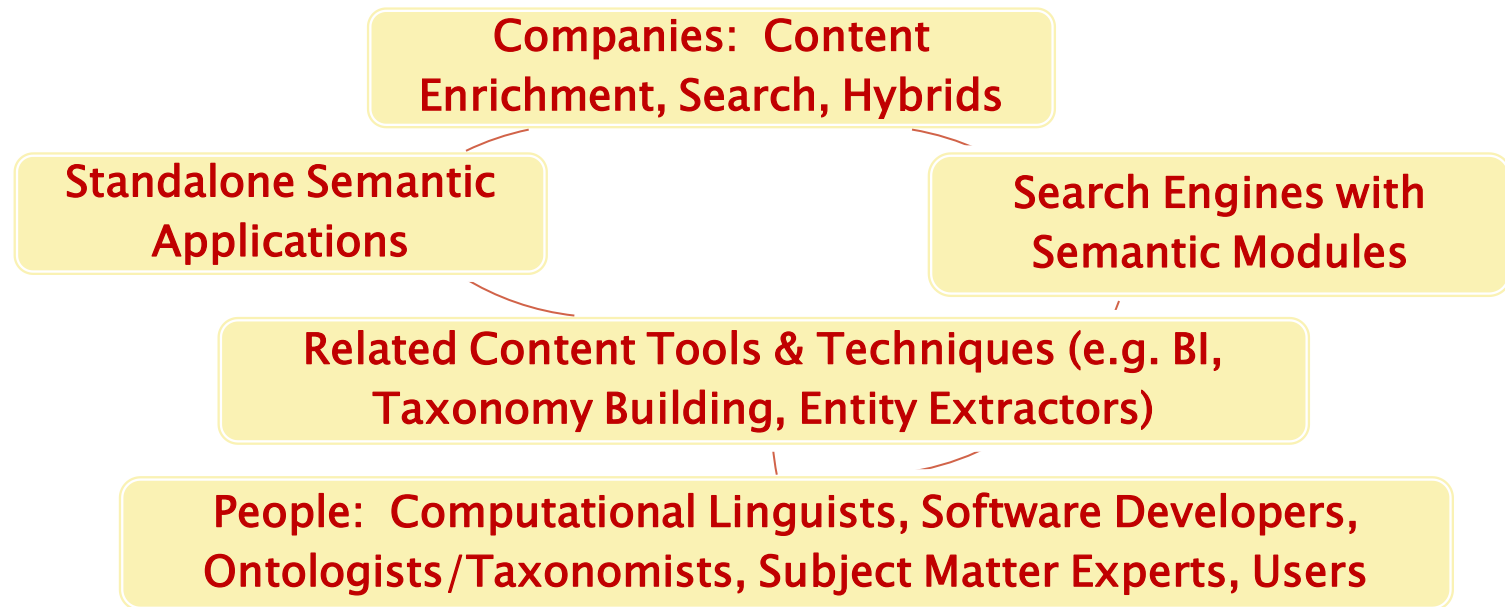 Companies:  Content
Enrichment, Search, Hybrids
Standalone Semantic
Applications
Search Engines with
Semantic Modules
Related Content Tools & Techniques (e.g. BI,
Taxonomy Building, Entity Extractors)
People:  Computational Linguists, Software Developers,
Ontologists/Taxonomists, Subject Matter Experts, Users